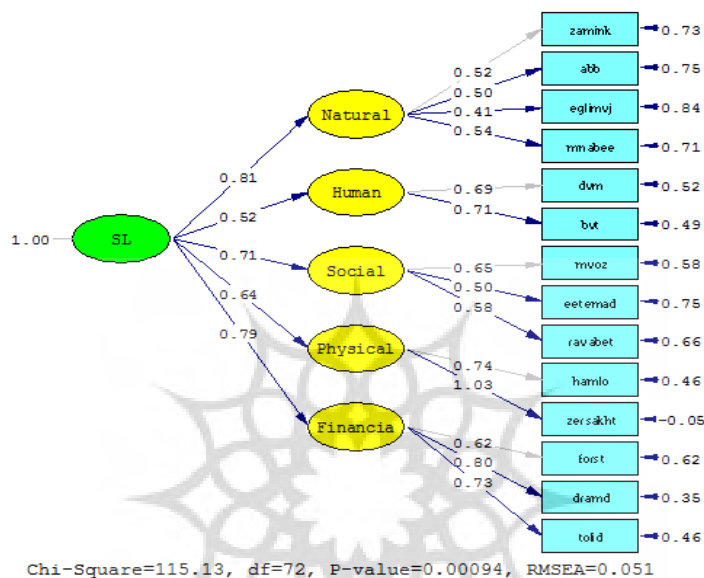 zamink 0.73
0.52
abb 0.75
0.50
eglimvj 0.84
0.41
Natural
0.54
mnabee 0.71
0.81
0.69
dvm 0.52
Human
0.52
0.71
bvt 0.49
1.00 SL
0.71
0.65
mvoz 0.58
Social
0.50
eetemad 0.75
0.64
0.58
ravabet 0.66
0.79
Physical
0.74
hamlo 0.46
1.03
zersakht -0.05
Financia
0.62
forst 0.62
0.80
dramd 0.35
0.73
tolid 0.46
Chi-Square=115.13, df=72, P-value=0.00094, RMSEA=0.051